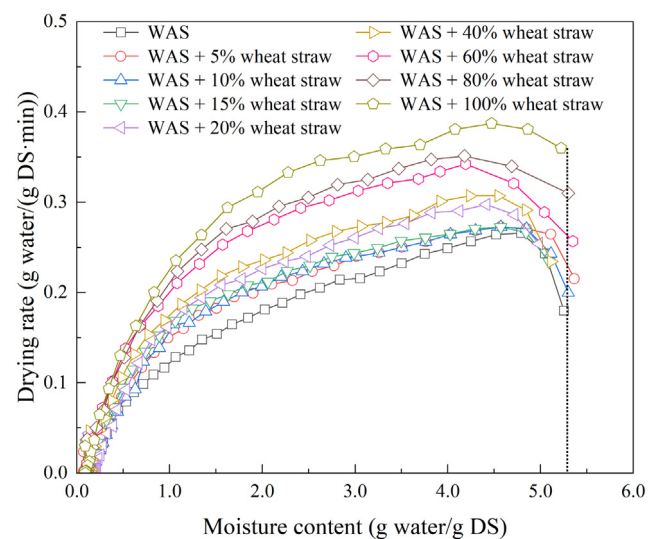 Drying rate (g water/(g DS·min))
0.5
0.4
0.3
0.2
0.1
0.0
WAS
WAS + 5% wheat straw
WAS + 10% wheat straw
WAS + 15% wheat straw
WAS + 20% wheat straw
WAS + 40% wheat straw
WAS + 60% wheat straw
WAS + 80% wheat straw
WAS + 100% wheat straw
0.0 1.0 2.0 3.0 4.0 5.0 6.0
Moisture content (g water/g DS)